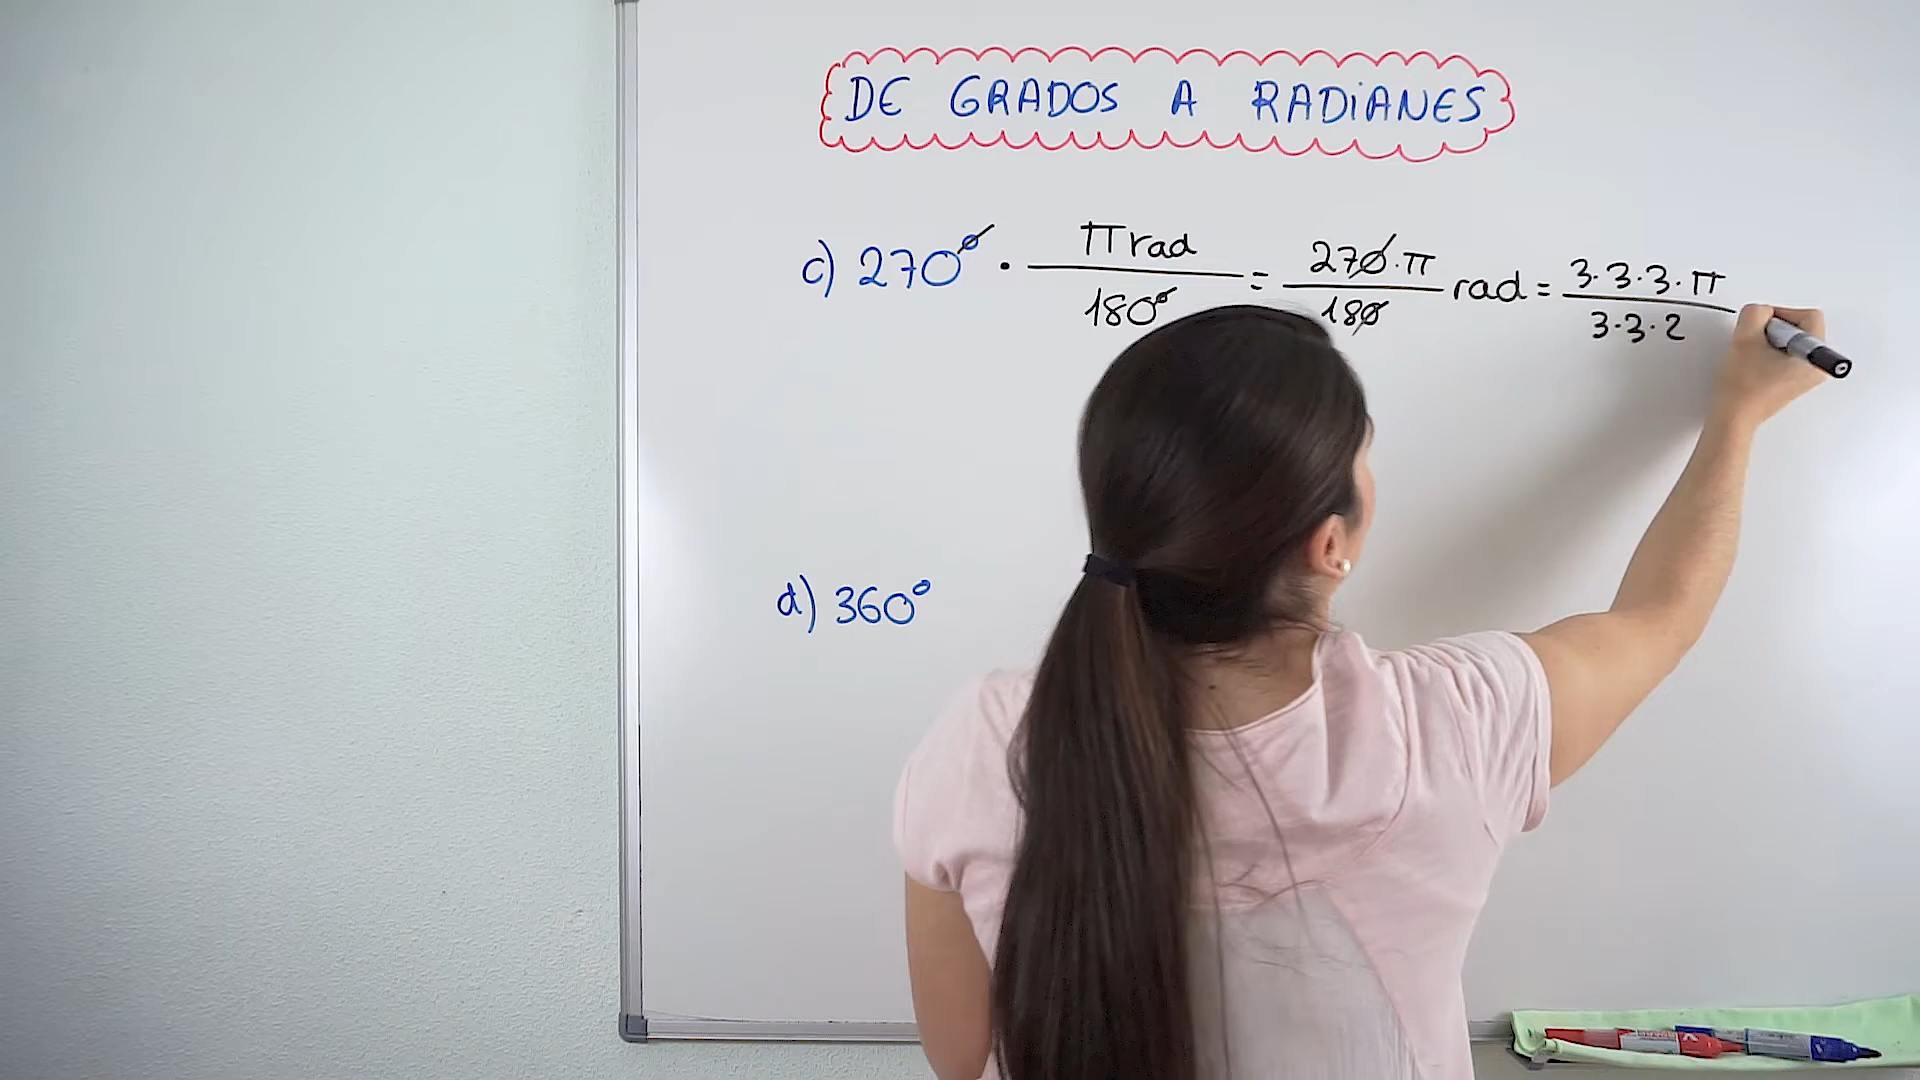 DE GRADOS A RADIANES
c) 270° · π rad / 180° = 270·π / 180 rad = 3·3·3·π / 3·3·2
d) 360°